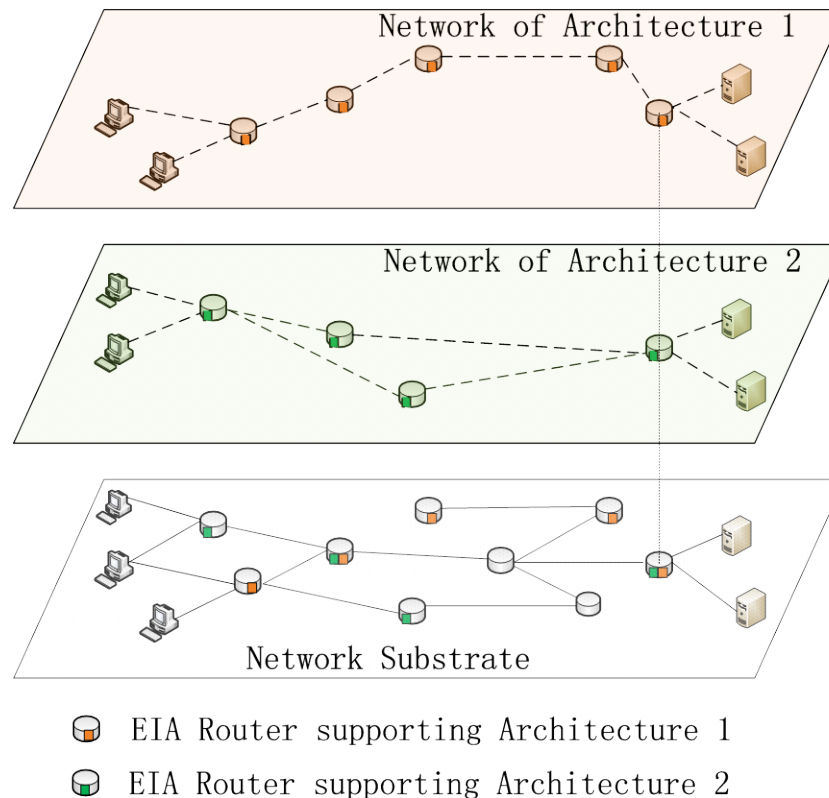 Network of Architecture 1
Network of Architecture 2
Network Substrate
EIA Router supporting Architecture 1
EIA Router supporting Architecture 2